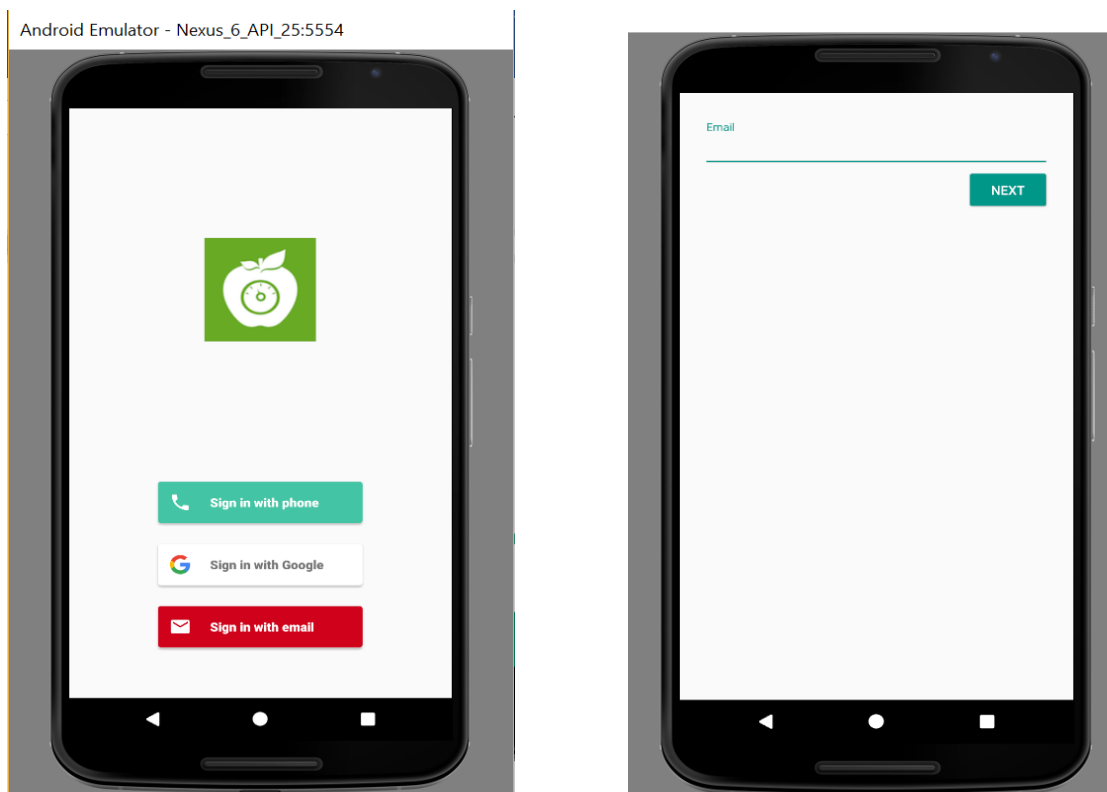 Android Emulator - Nexus_6_API_25:5554
Sign in with phone
Sign in with Google
Sign in with email
Email
NEXT